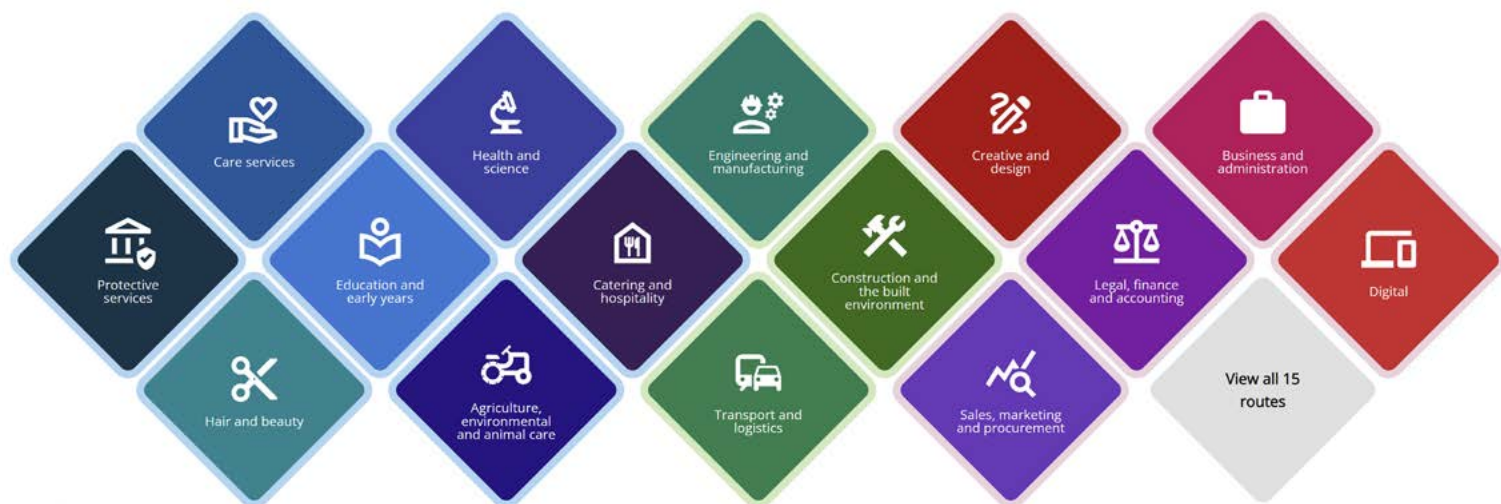 Care services
Health and
science
Engineering and
manufacturing
Creative and
design
Business and
administration
Protective
services
Education and
early years
Catering and
hospitality
Construction and
the built
environment
Legal, finance
and accounting
Digital
Hair and beauty
Agriculture,
environmental
and animal care
Transport and
logistics
Sales, marketing
and procurement
View all 15
routes